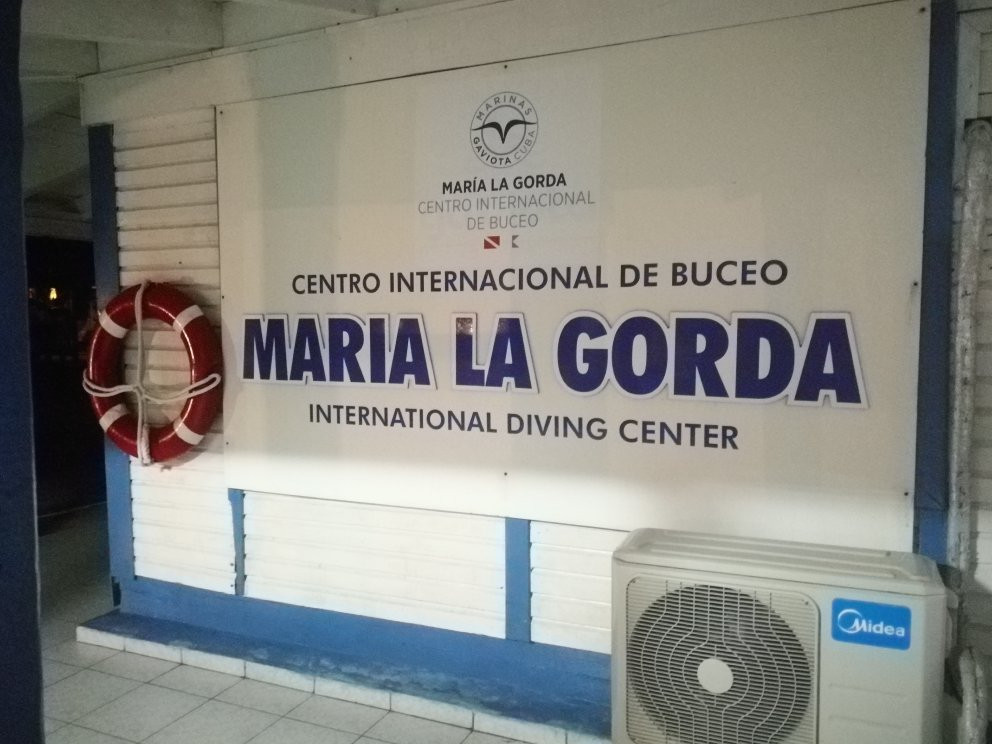 MARINAS
GAVIOTA CUBA
MARÍA LA GORDA
CENTRO INTERNACIONAL
DE BUCEO
CENTRO INTERNACIONAL DE BUCEO
MARIA LA GORDA
INTERNATIONAL DIVING CENTER
Midea